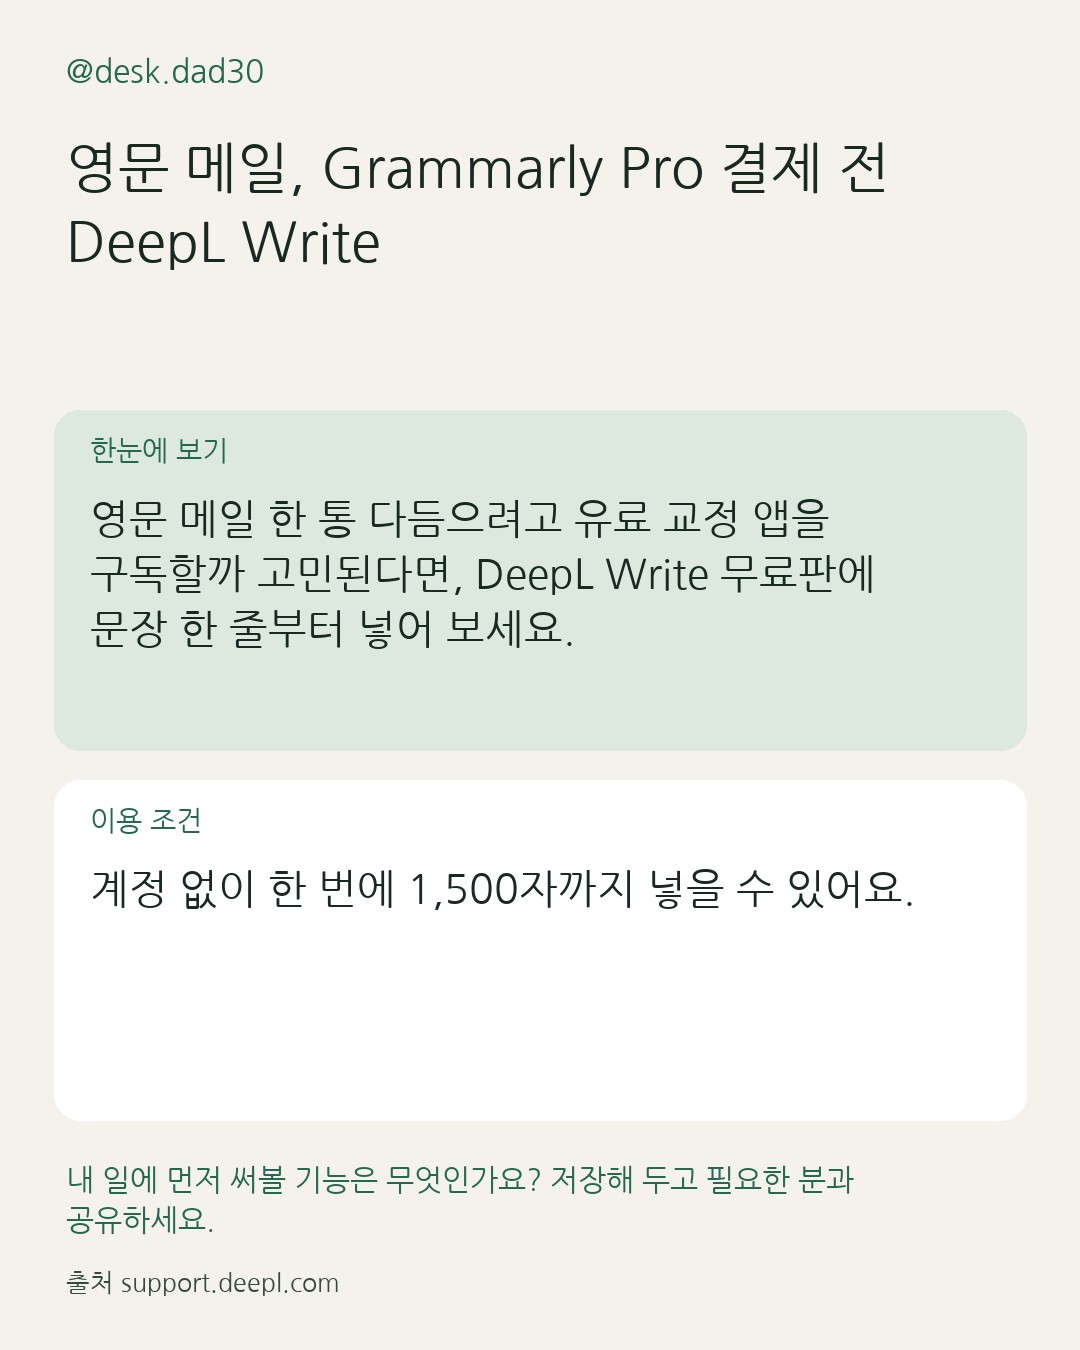 @desk.dad30
영문 메일, Grammarly Pro 결제 전
DeepL Write
한눈에 보기
영문 메일 한 통 다듬으려고 유료 교정 앱을
구독할까 고민된다면, DeepL Write 무료판에
문장 한 줄부터 넣어 보세요.
이용 조건
계정 없이 한 번에 1,500자까지 넣을 수 있어요.
내 일에 먼저 써볼 기능은 무엇인가요? 저장해 두고 필요한 분과
공유하세요.
출처 support.deepl.com